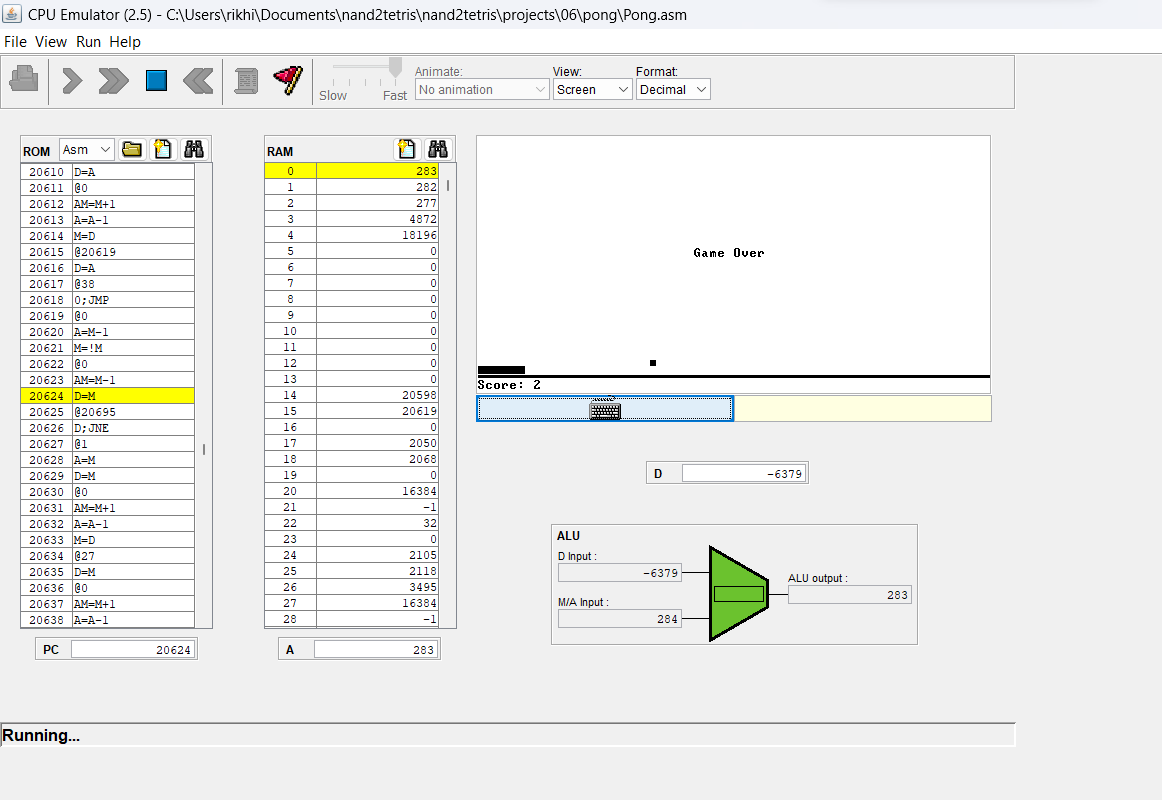 CPU Emulator (2.5) - C:\Users\rikhi\Documents\nand2tetris\nand2tetris\projects\06\pong\Pong.asm
File View Run Help
Animate: View: Format:
Slow Fast No animation Screen Decimal
ROM Asm
20610 D=A
20611 @0
20612 AM=M+1
20613 A=A-1
20614 M=D
20615 @20619
20616 D=A
20617 @38
20618 0;JMP
20619 @0
20620 A=M-1
20621 M=!M
20622 @0
20623 AM=M-1
20624 D=M
20625 @20695
20626 D;JNE
20627 @1
20628 A=M
20629 D=M
20630 @0
20631 AM=M+1
20632 A=A-1
20633 M=D
20634 @27
20635 D=M
20636 @0
20637 AM=M+1
20638 A=A-1
PC 20624
RAM
0 283
1 282
2 277
3 4872
4 18196
5 0
6 0
7 0
8 0
9 0
10 0
11 0
12 0
13 0
14 20598
15 20619
16 0
17 2050
18 2068
19 0
20 16384
21 -1
22 32
23 0
24 2105
25 2118
26 3495
27 16384
28 -1
A 283
Game Over
Score: 2
D -6379
ALU
D Input :
-6379
M/A Input :
284
ALU output :
283
Running...